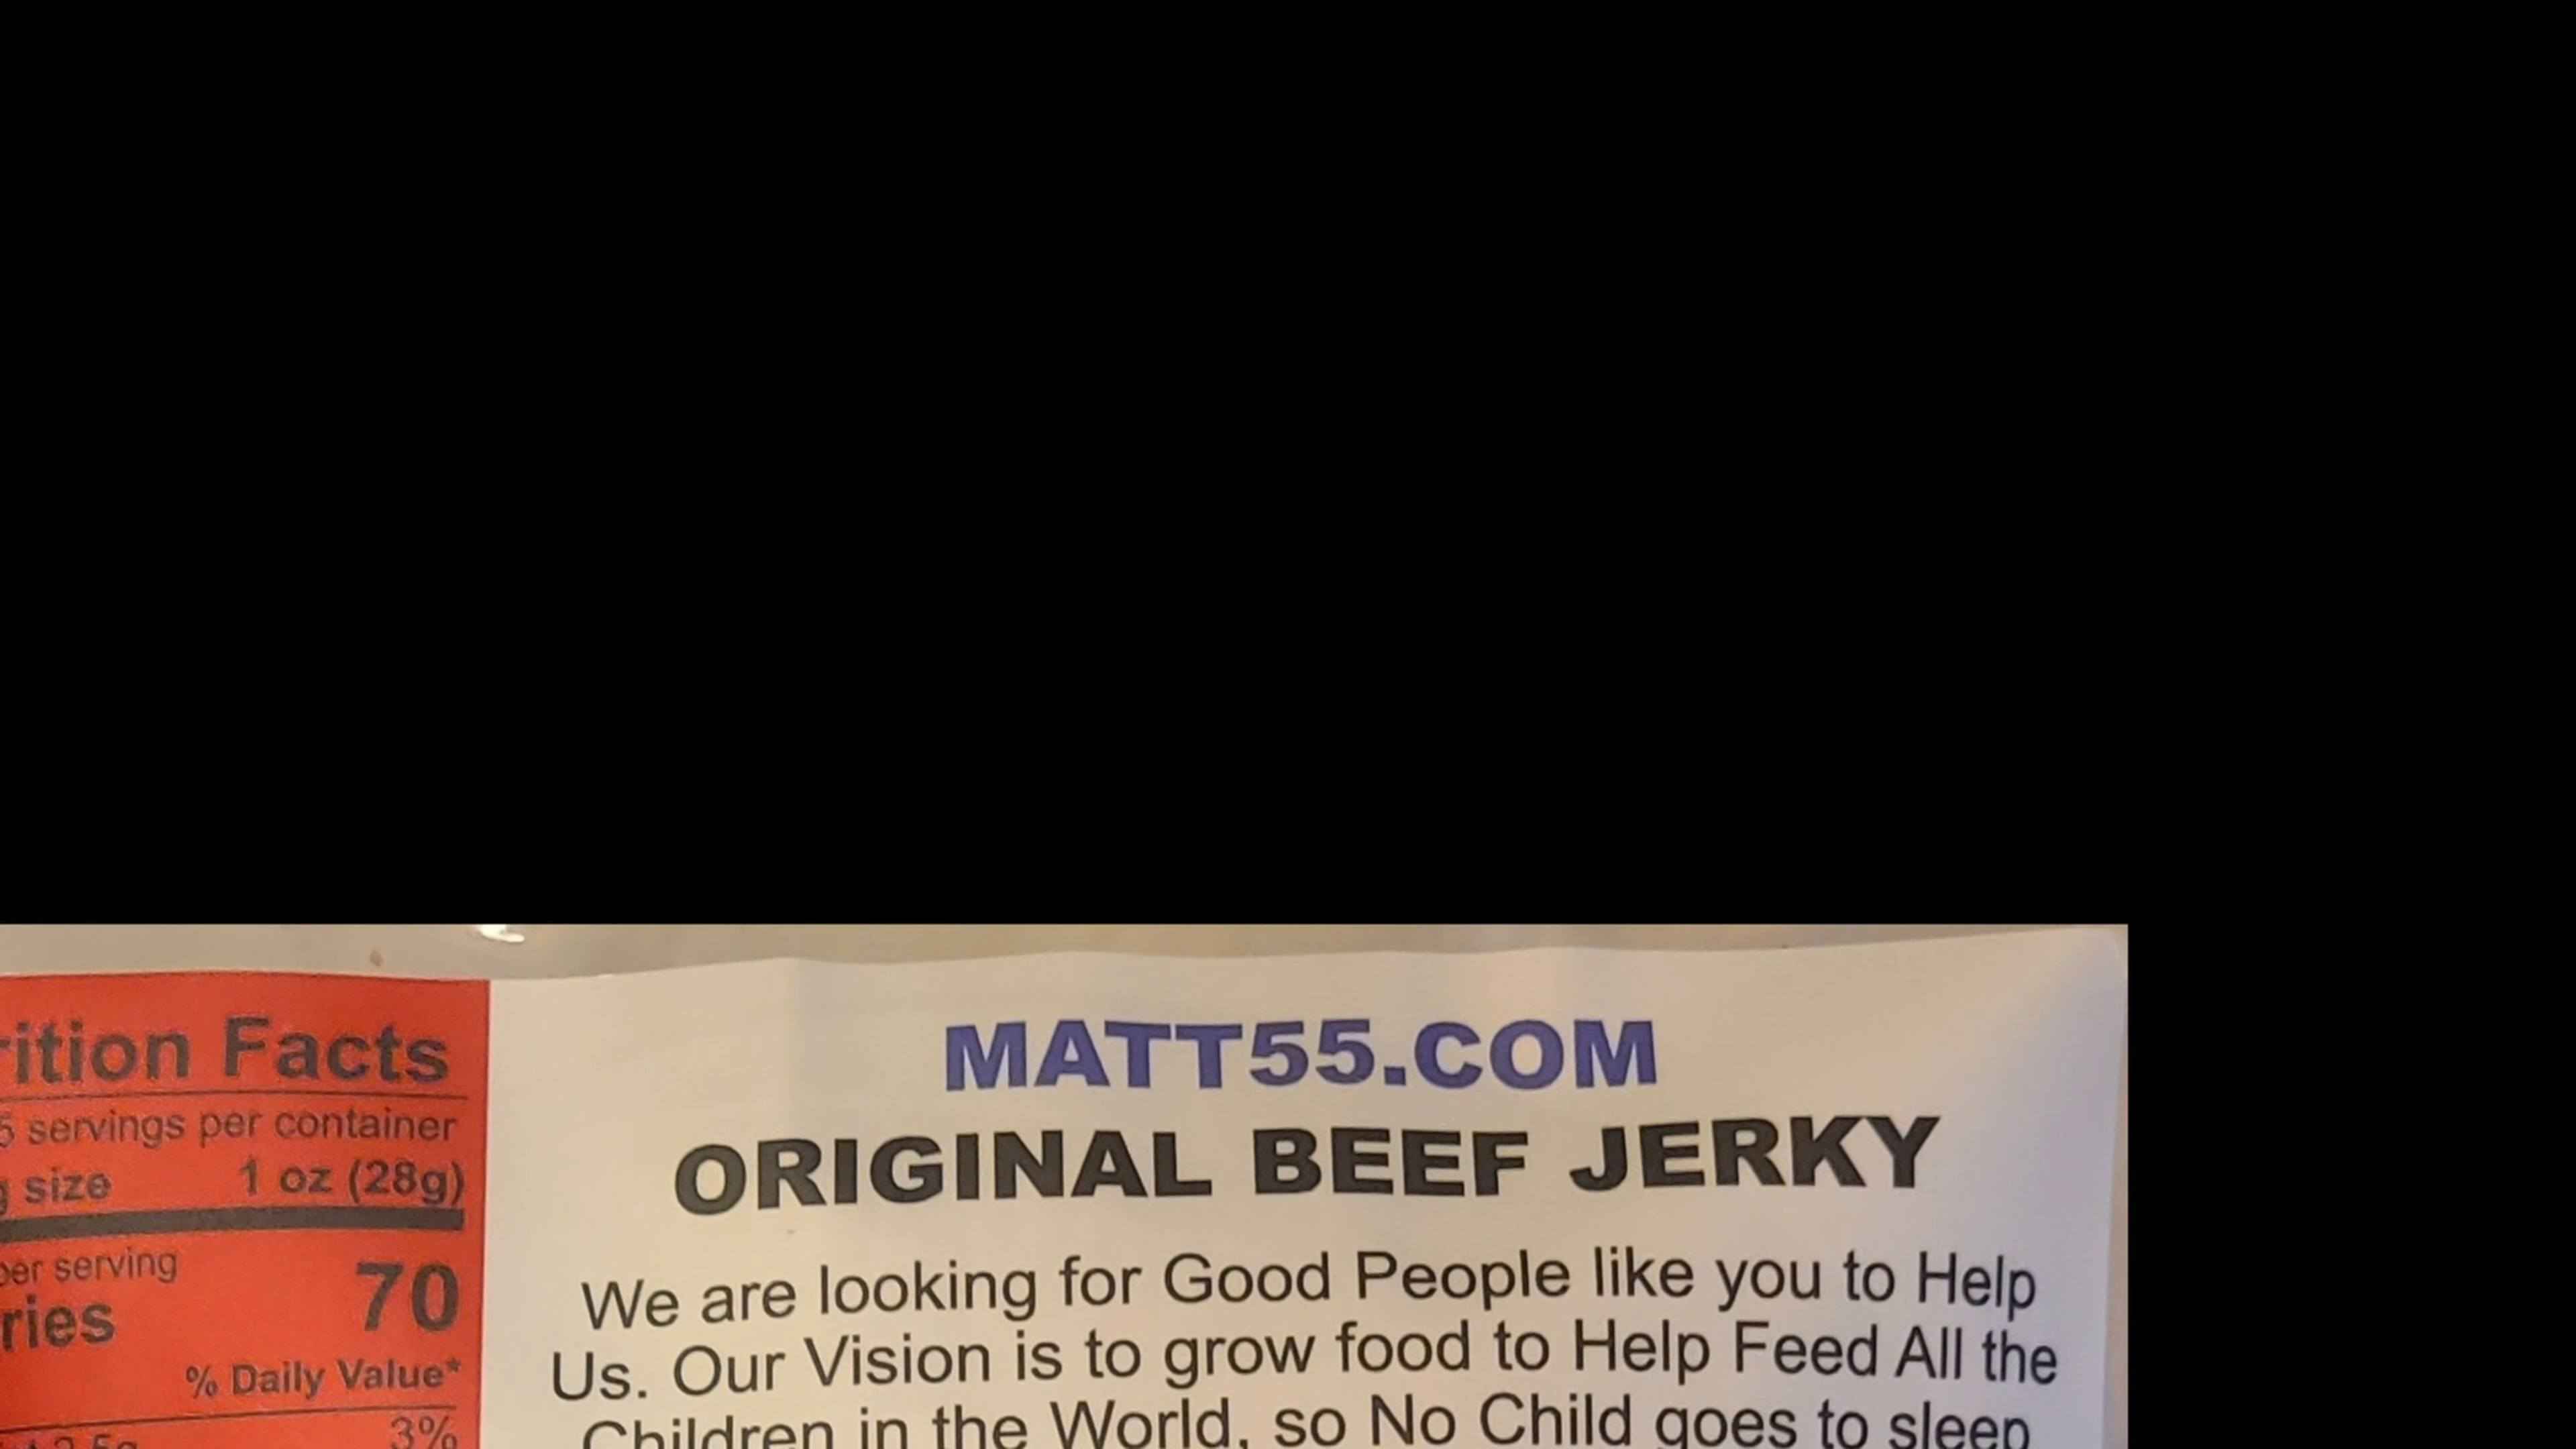 rition Facts
5 servings per container
size 1 oz (28g)
per serving
ries 70
% Daily Value*
3%
MATT55.COM
ORIGINAL BEEF JERKY
We are looking for Good People like you to Help
Us. Our Vision is to grow food to Help Feed All the
Children in the World, so No Child goes to sleep